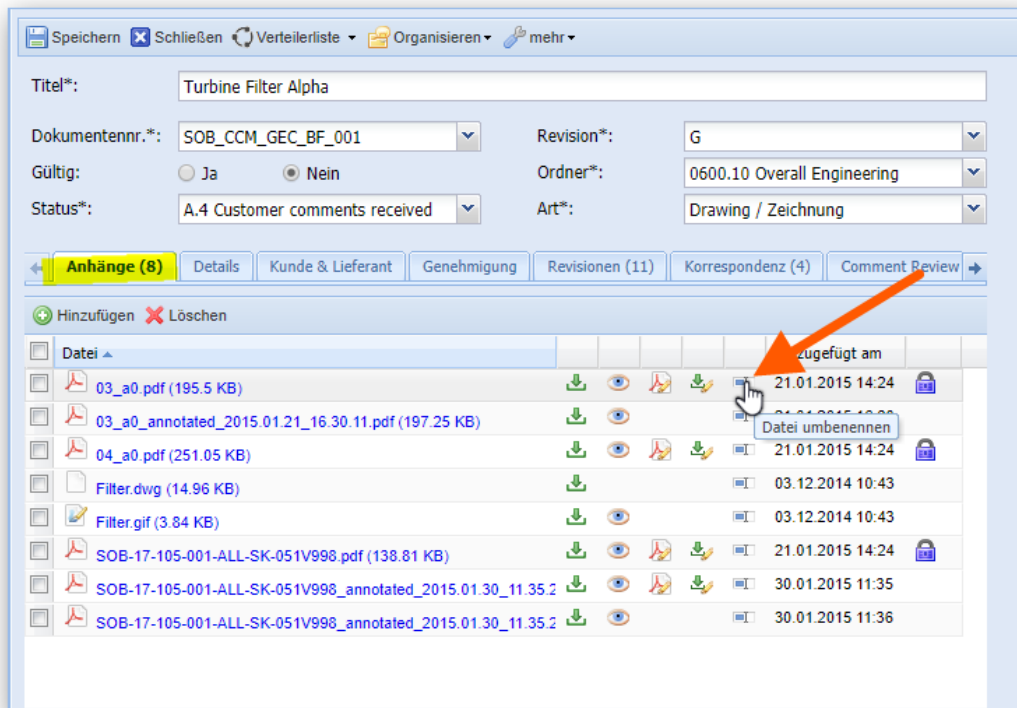 Speichern Schließen Verteilerliste Organisieren mehr
Titel*: Turbine Filter Alpha
Dokumentennr.*: SOB_CCM_GEC_BF_001 Revision*: G
Gültig: Ja Nein Ordner*: 0600.10 Overall Engineering
Status*: A.4 Customer comments received Art*: Drawing / Zeichnung
Anhänge (8) Details Kunde & Lieferant Genehmigung Revisionen (11) Korrespondenz (4) Comment Review
Hinzufügen Löschen
Datei zugefügt am
03_a0.pdf (195.5 KB) 21.01.2015 14:24
03_a0_annotated_2015.01.21_16.30.11.pdf (197.25 KB)
Datei umbenennen
04_a0.pdf (251.05 KB) 21.01.2015 14:24
Filter.dwg (14.96 KB) 03.12.2014 10:43
Filter.gif (3.84 KB) 03.12.2014 10:43
SOB-17-105-001-ALL-SK-051V998.pdf (138.81 KB) 21.01.2015 14:24
SOB-17-105-001-ALL-SK-051V998_annotated_2015.01.30_11.35.2 30.01.2015 11:35
SOB-17-105-001-ALL-SK-051V998_annotated_2015.01.30_11.35.2 30.01.2015 11:36